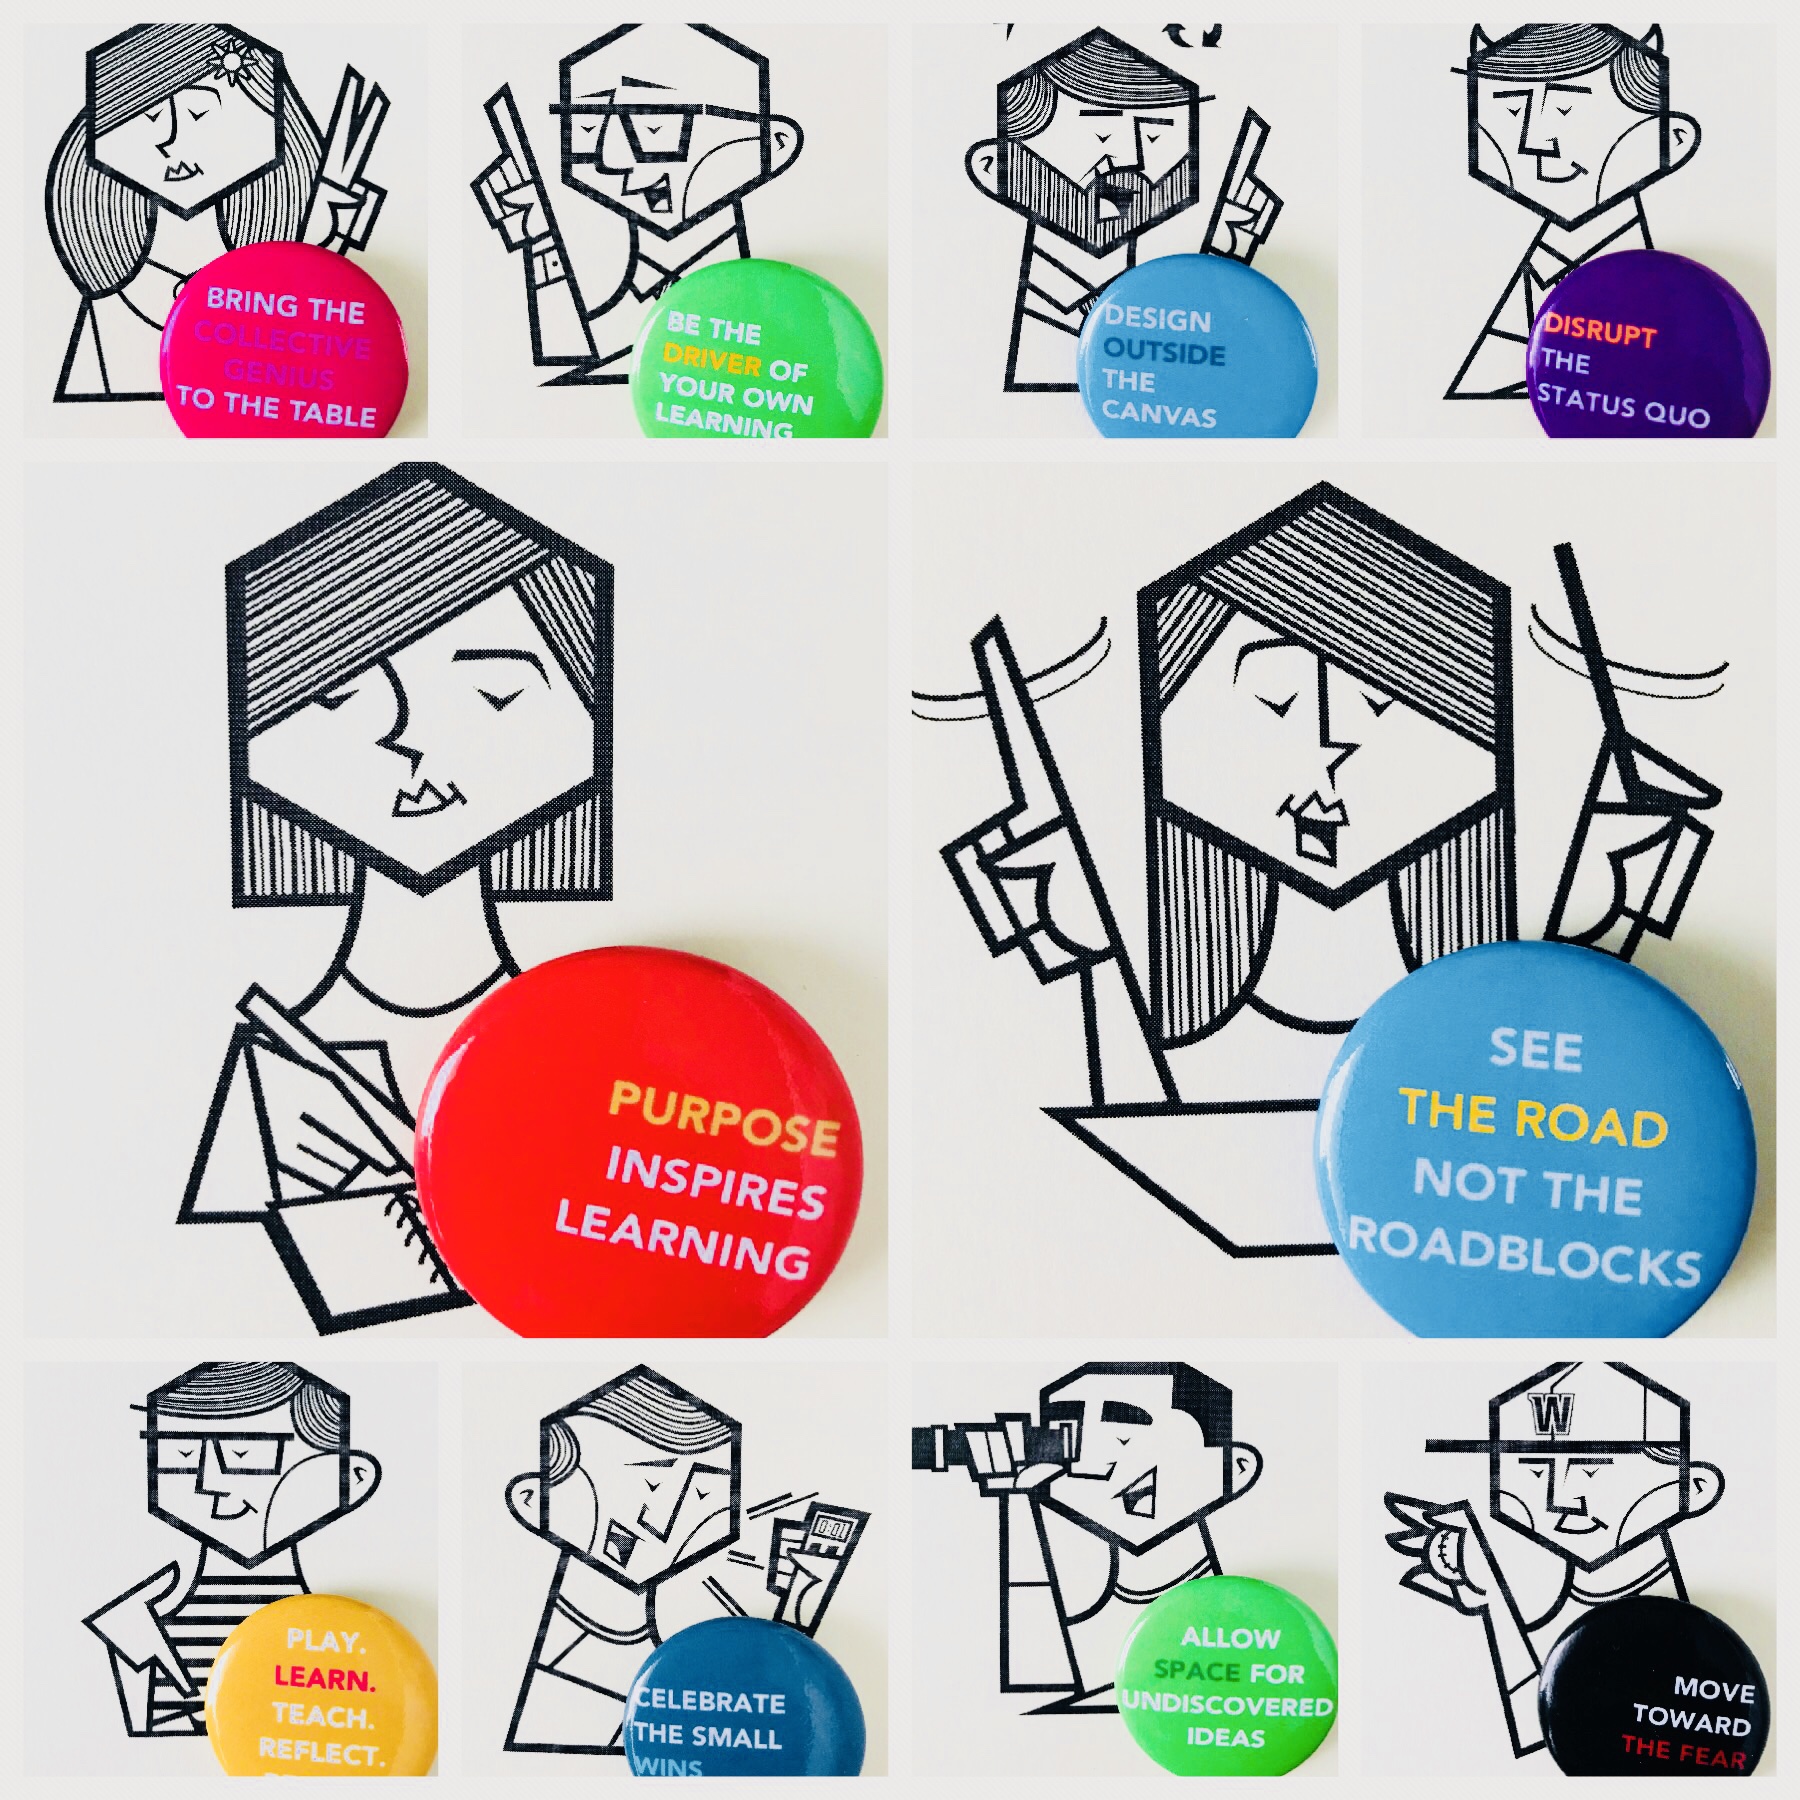 BRING THE
COLLECTIVE
GENIUS
TO THE TABLE
BE THE
DRIVER OF
YOUR OWN
LEARNING
DESIGN
OUTSIDE
THE
CANVAS
DISRUPT
THE
STATUS QUO
PURPOSE
INSPIRES
LEARNING
SEE
THE ROAD
NOT THE
ROADBLOCKS
PLAY.
LEARN.
TEACH.
REFLECT.
0:01
CELEBRATE
THE SMALL
WINS
ALLOW
SPACE FOR
UNDISCOVERED
IDEAS
W
MOVE
TOWARD
THE FEAR